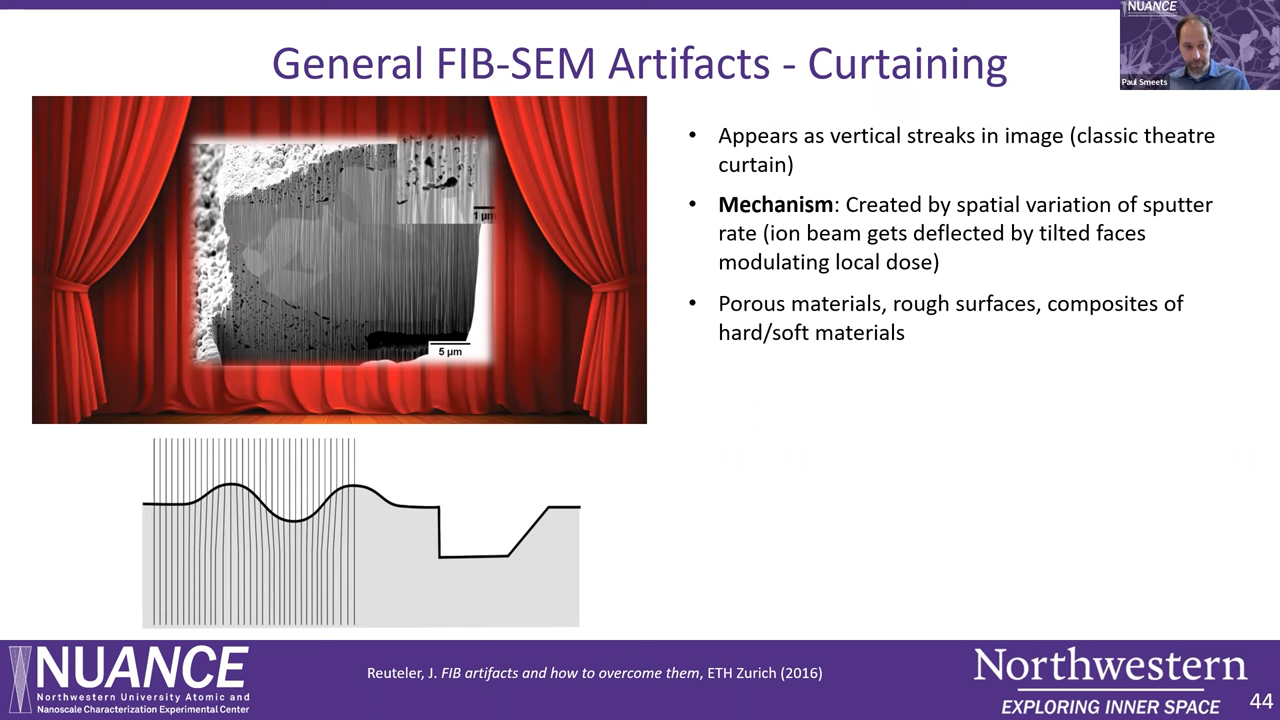 General FIB-SEM Artifacts - Curtaining
NUANCE
Paul Smeets
1 µm
5 µm
• Appears as vertical streaks in image (classic theatre
curtain)
• Mechanism: Created by spatial variation of sputter
rate (ion beam gets deflected by tilted faces
modulating local dose)
• Porous materials, rough surfaces, composites of
hard/soft materials
NUANCE
Northwestern University Atomic and
Nanoscale Characterization Experimental Center
Reuteler, J. FIB artifacts and how to overcome them, ETH Zurich (2016)
Northwestern
EXPLORING INNER SPACE
44